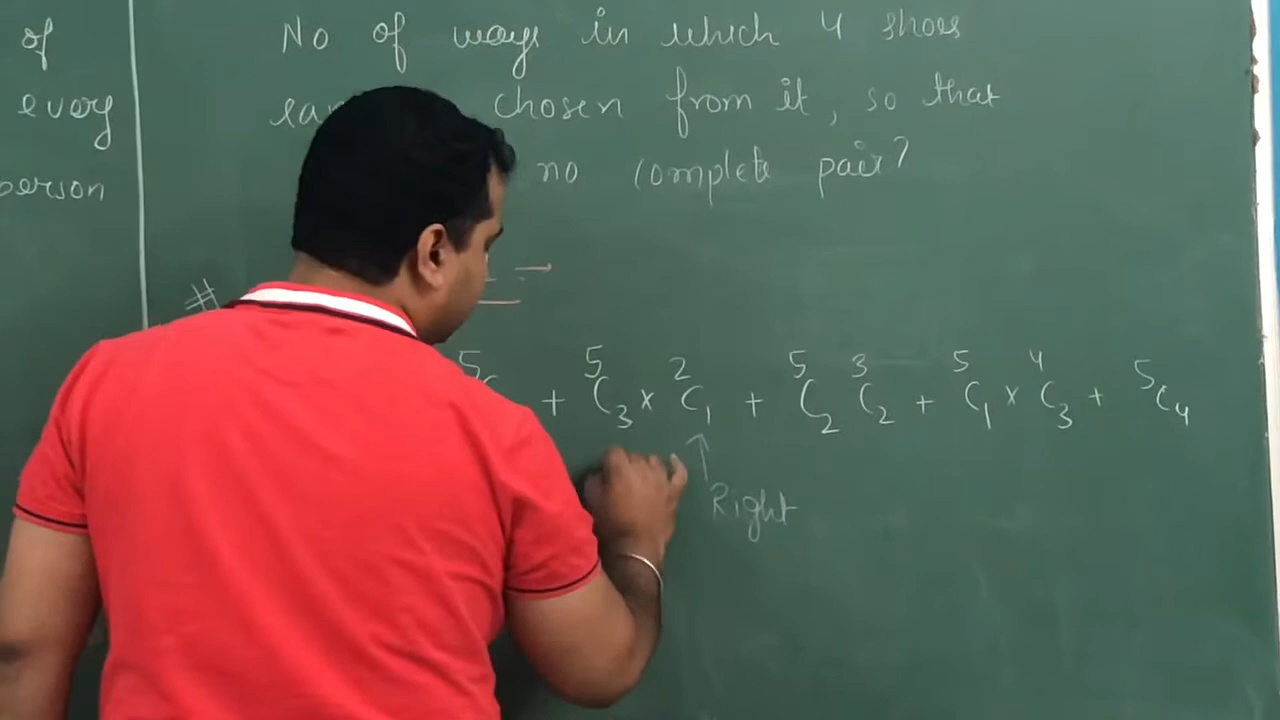 of
every
person
No of ways in which 4 shoes
chosen from it, so that
no complete pair?
#
⁵C + ⁵C₃ × ²C₁ + ⁵C₂ ³C₂ + ⁵C₁ × ⁴C₃ + ⁵C₄
Right